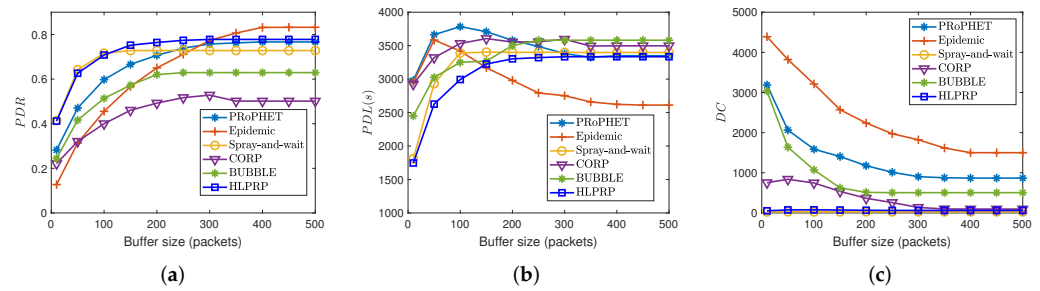 PDR
0.8
0.6
0.4
0.2
0
0 100 200 300 400 500
Buffer size (packets)
PRoPHET
Epidemic
Spray-and-wait
CORP
BUBBLE
HLPRP
(a)
PDL(s)
4000
3500
3000
2500
2000
1500
1000
0 100 200 300 400 500
Buffer size (packets)
PRoPHET
Epidemic
Spray-and-wait
CORP
BUBBLE
HLPRP
(b)
DC
5000
4000
3000
2000
1000
0
0 100 200 300 400 500
Buffer size (packets)
PRoPHET
Epidemic
Spray-and-wait
CORP
BUBBLE
HLPRP
(c)